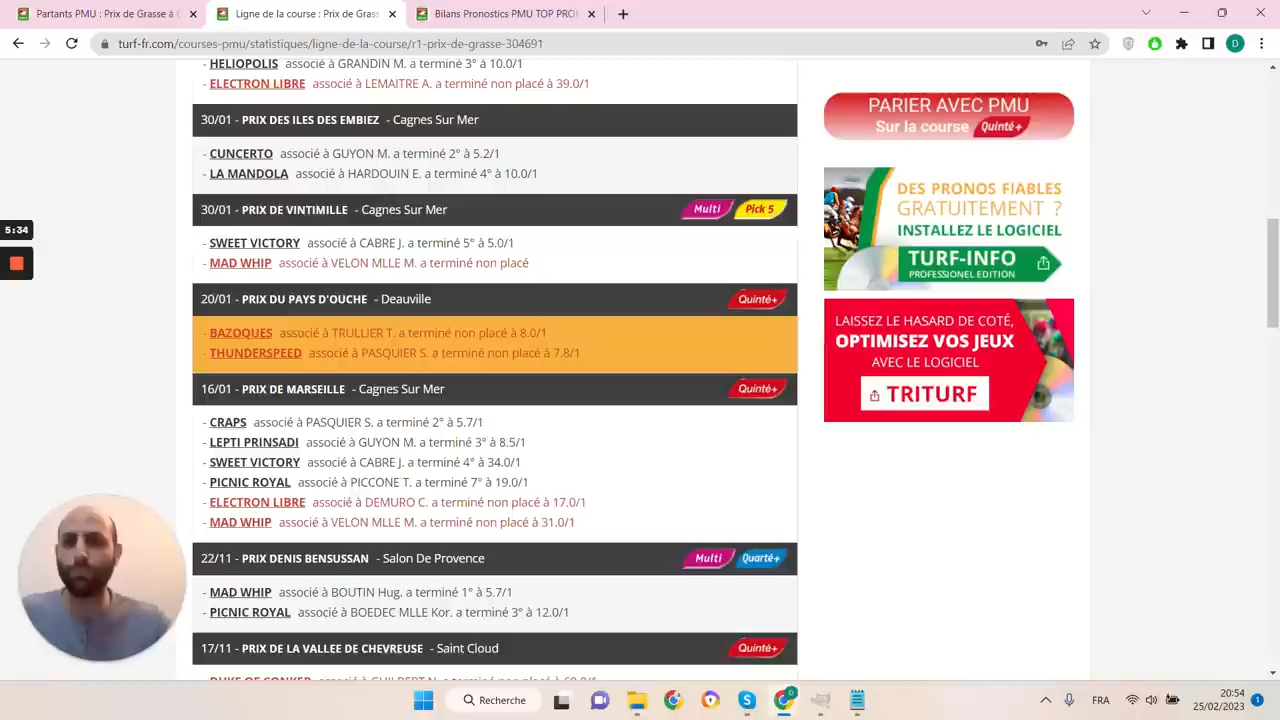 Partants PMU : Prix de Grasse à
Ligne de la course : Prix de Grass
Bilans Pronostics PMU TOP PRO
turf-fr.com/courses-pmu/statistiques/ligne-de-la-course/r1-prix-de-grasse-304691
D
- HELIOPOLIS associé à GRANDIN M. a terminé 3° à 10.0/1
- ELECTRON LIBRE associé à LEMAITRE A. a terminé non placé à 39.0/1
30/01 - PRIX DES ILES DES EMBIEZ - Cagnes Sur Mer
- CUNCERTO associé à GUYON M. a terminé 2° à 5.2/1
- LA MANDOLA associé à HARDOUIN E. a terminé 4° à 10.0/1
30/01 - PRIX DE VINTIMILLE - Cagnes Sur Mer Multi Pick 5
- SWEET VICTORY associé à CABRE J. a terminé 5° à 5.0/1
- MAD WHIP associé à VELON MLLE M. a terminé non placé
20/01 - PRIX DU PAYS D'OUCHE - Deauville Quinté+
- BAZOQUES associé à TRULLIER T. a terminé non placé à 8.0/1
- THUNDERSPEED associé à PASQUIER S. a terminé non placé à 7.8/1
16/01 - PRIX DE MARSEILLE - Cagnes Sur Mer Quinté+
- CRAPS associé à PASQUIER S. a terminé 2° à 5.7/1
- LEPTI PRINSADI associé à GUYON M. a terminé 3° à 8.5/1
- SWEET VICTORY associé à CABRE J. a terminé 4° à 34.0/1
- PICNIC ROYAL associé à PICCONE T. a terminé 7° à 19.0/1
- ELECTRON LIBRE associé à DEMURO C. a terminé non placé à 17.0/1
- MAD WHIP associé à VELON MLLE M. a terminé non placé à 31.0/1
22/11 - PRIX DENIS BENSUSSAN - Salon De Provence Multi Quarté+
- MAD WHIP associé à BOUTIN Hug. a terminé 1° à 5.7/1
- PICNIC ROYAL associé à BOEDEC MLLE Kor. a terminé 3° à 12.0/1
17/11 - PRIX DE LA VALLEE DE CHEVREUSE - Saint Cloud Quinté+
PARIER AVEC PMU
Sur la course Quinté+
DES PRONOS FIABLES
GRATUITEMENT ?
INSTALLEZ LE LOGICIEL
TURF-INFO
PROFESSIONEL EDITION
LAISSEZ LE HASARD DE COTÉ,
OPTIMISEZ VOS JEUX
AVEC LE LOGICIEL
TRITURF
5:34
Recherche
FRA
20:54
25/02/2023
1